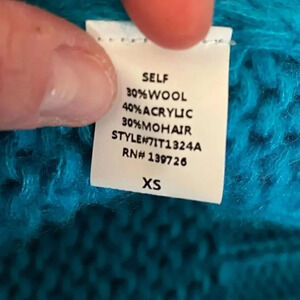 SELF
30%WOOL
40%ACRYLIC
30%MOHAIR
STYLE#7IT1324A
RN# 139726
XS